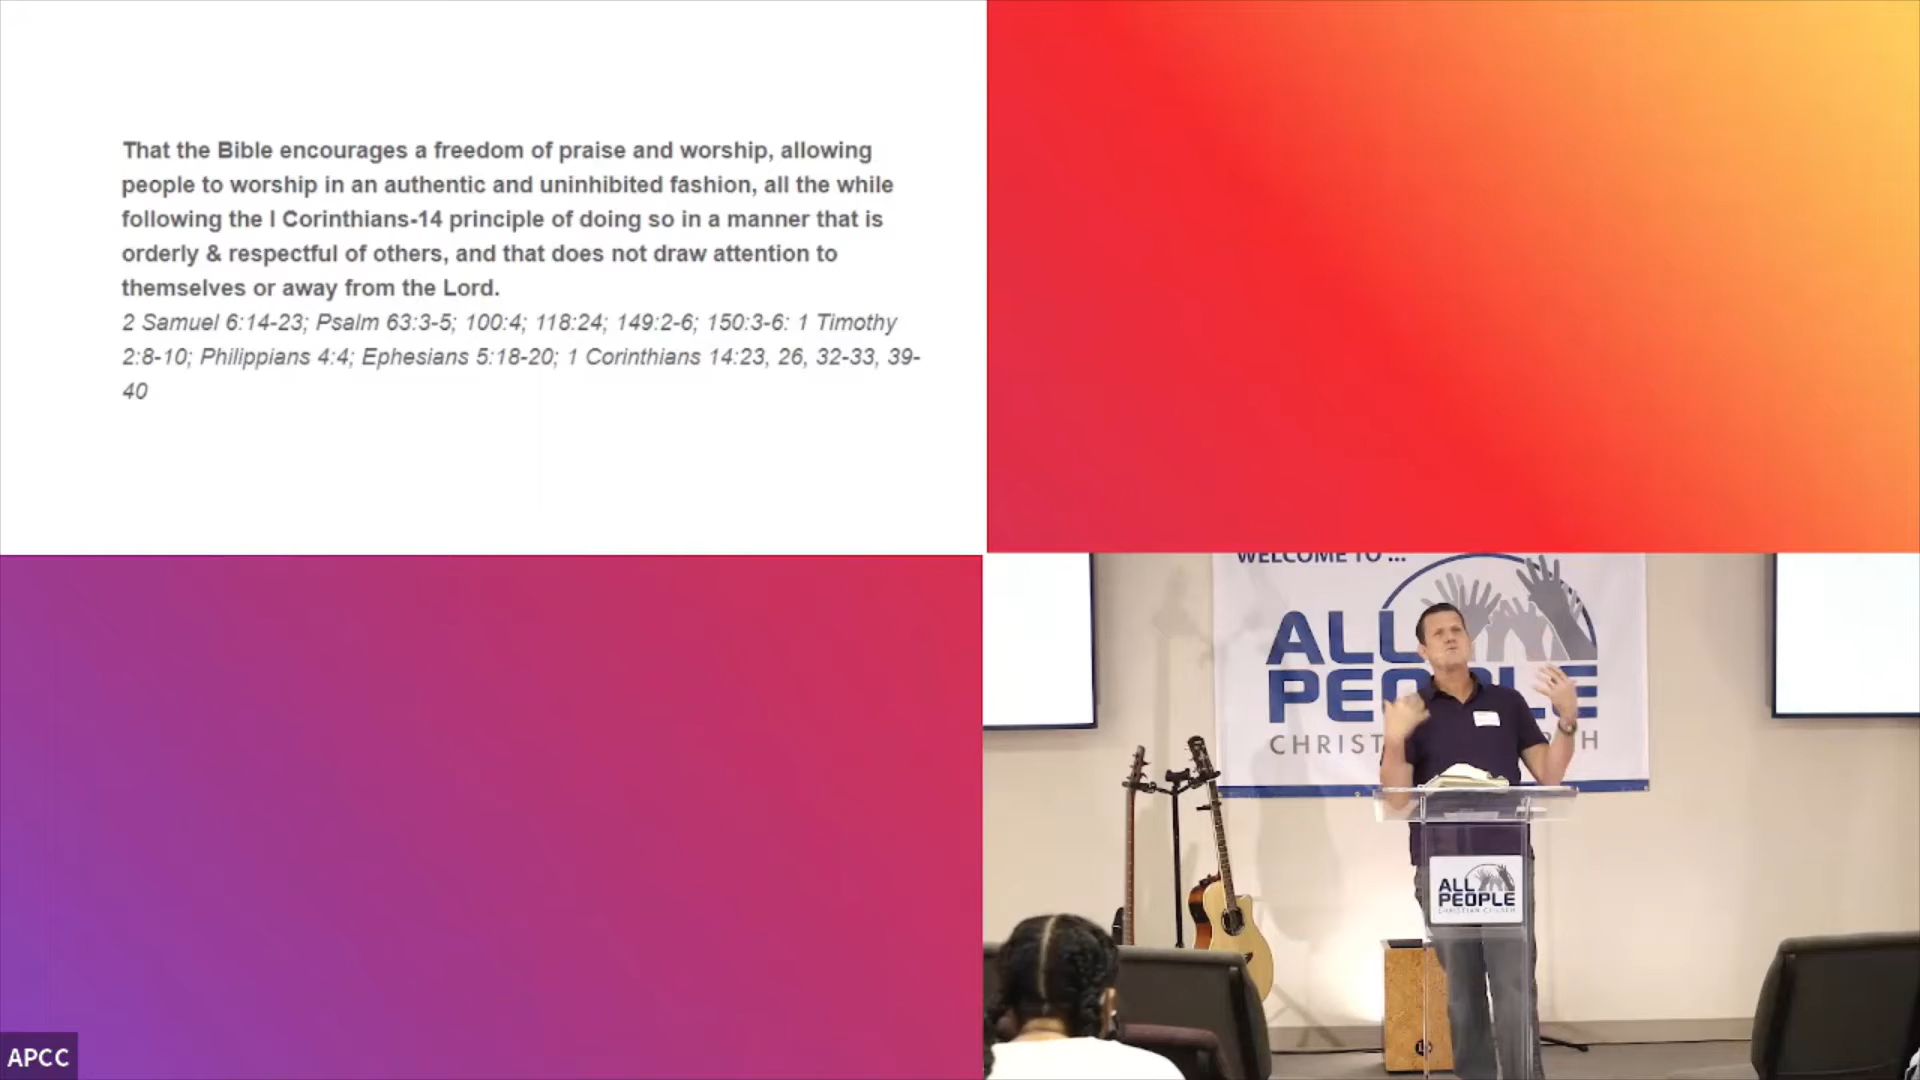 That the Bible encourages a freedom of praise and worship, allowing
people to worship in an authentic and uninhibited fashion, all the while
following the I Corinthians-14 principle of doing so in a manner that is
orderly & respectful of others, and that does not draw attention to
themselves or away from the Lord.
2 Samuel 6:14-23; Psalm 63:3-5; 100:4; 118:24; 149:2-6; 150:3-6: 1 Timothy
2:8-10; Philippians 4:4; Ephesians 5:18-20; 1 Corinthians 14:23, 26, 32-33, 39-
40
WELCOME TO ...
ALL
PEOPLE
CHRIST
ALL
PEOPLE
CHRISTIAN CHURCH
APCC